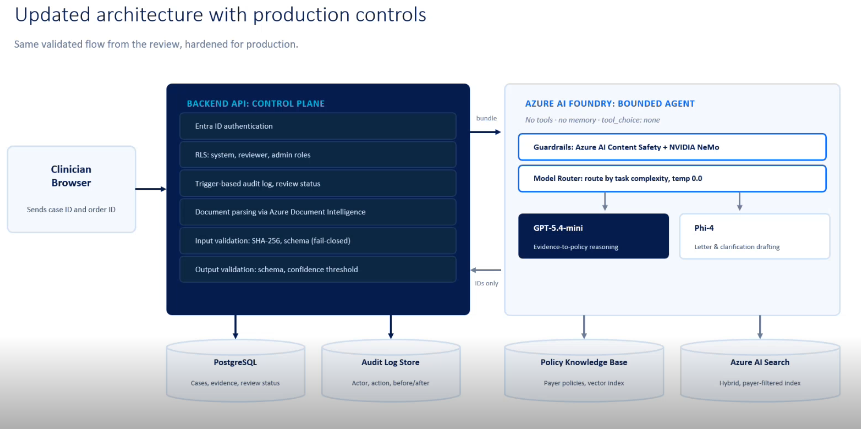 Updated architecture with production controls
Same validated flow from the review, hardened for production.
Clinician
Browser
Sends case ID and order ID
BACKEND API: CONTROL PLANE
Entra ID authentication
RLS: system, reviewer, admin roles
Trigger-based audit log, review status
Document parsing via Azure Document Intelligence
Input validation: SHA-256, schema (fail-closed)
Output validation: schema, confidence threshold
bundle
IDs only
AZURE AI FOUNDRY: BOUNDED AGENT
No tools · no memory · tool_choice: none
Guardrails: Azure AI Content Safety + NVIDIA NeMo
Model Router: route by task complexity, temp 0.0
GPT-5.4-mini
Evidence-to-policy reasoning
Phi-4
Letter & clarification drafting
PostgreSQL
Cases, evidence, review status
Audit Log Store
Actor, action, before/after
Policy Knowledge Base
Payer policies, vector index
Azure AI Search
Hybrid, payer-filtered index